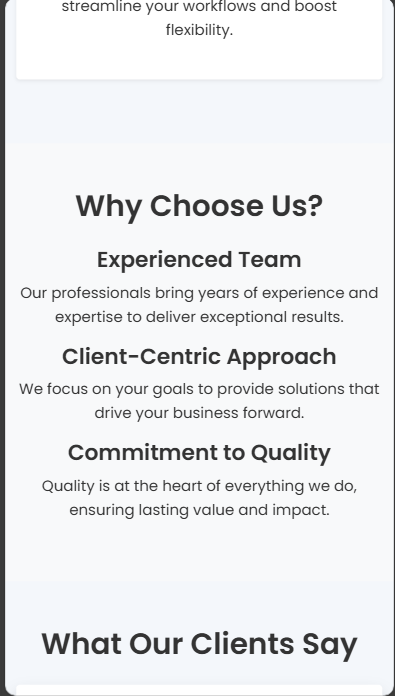 streamline your workflows and boost
flexibility.
Why Choose Us?
Experienced Team
Our professionals bring years of experience and
expertise to deliver exceptional results.
Client-Centric Approach
We focus on your goals to provide solutions that
drive your business forward.
Commitment to Quality
Quality is at the heart of everything we do,
ensuring lasting value and impact.
What Our Clients Say